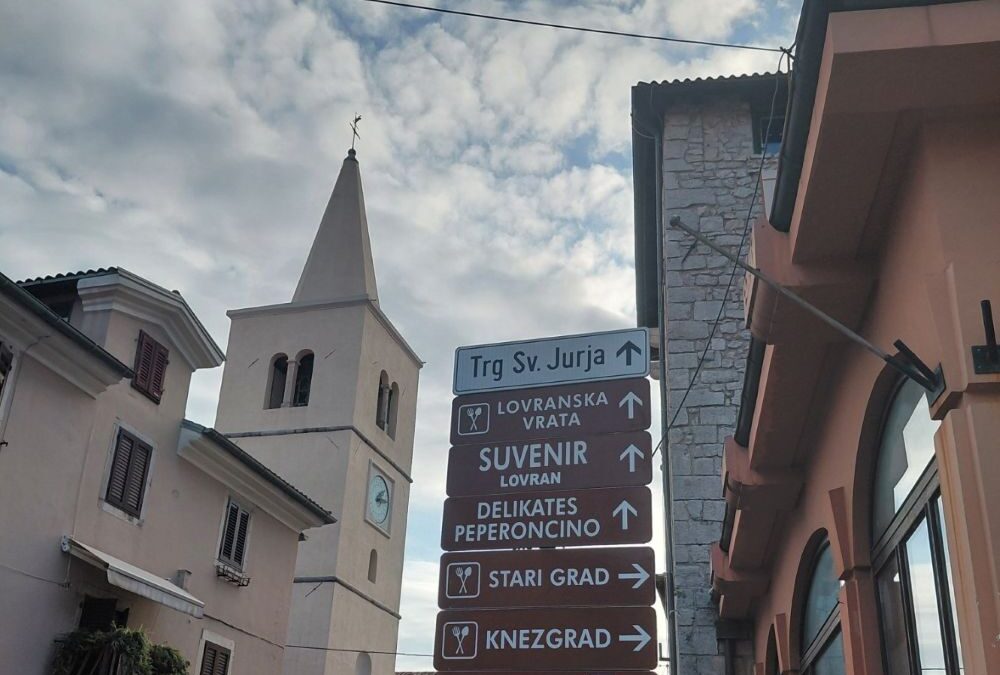 Trg Sv. Jurja
LOVRANSKA
VRATA
SUVENIR
LOVRAN
DELIKATES
PEPERONCINO
STARI GRAD
KNEZGRAD